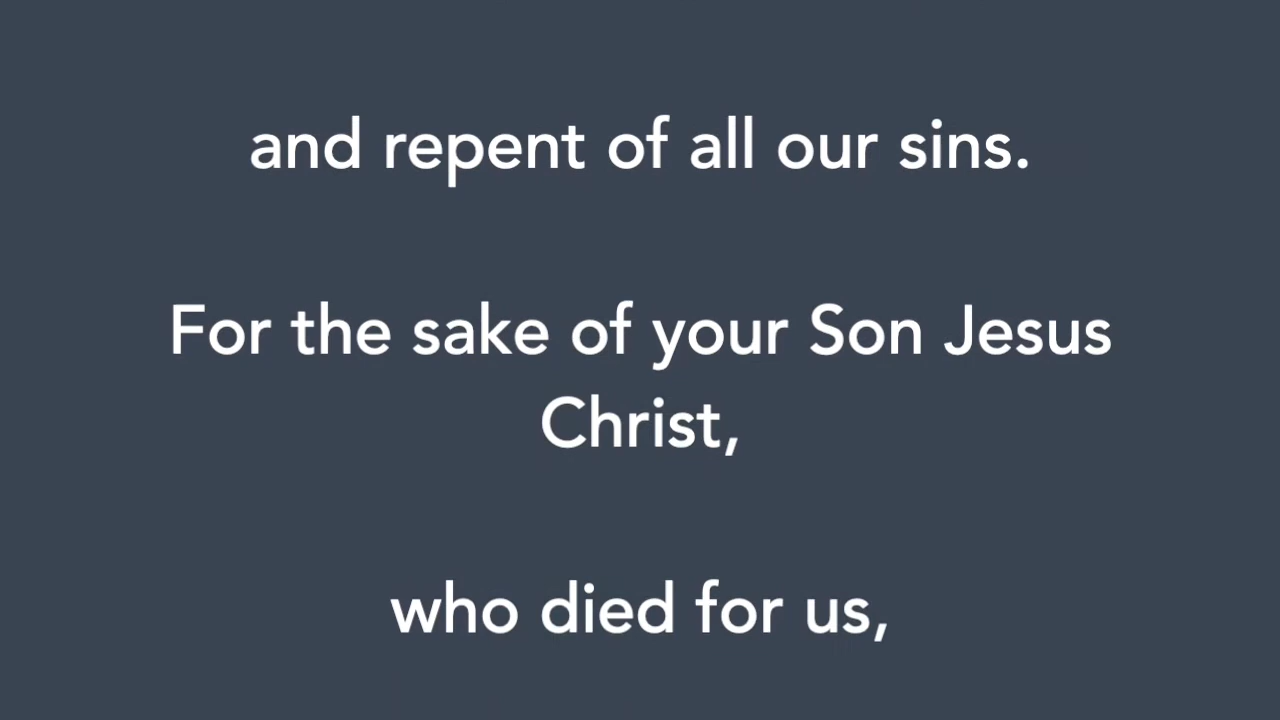 and repent of all our sins.
For the sake of your Son Jesus
Christ,
who died for us,